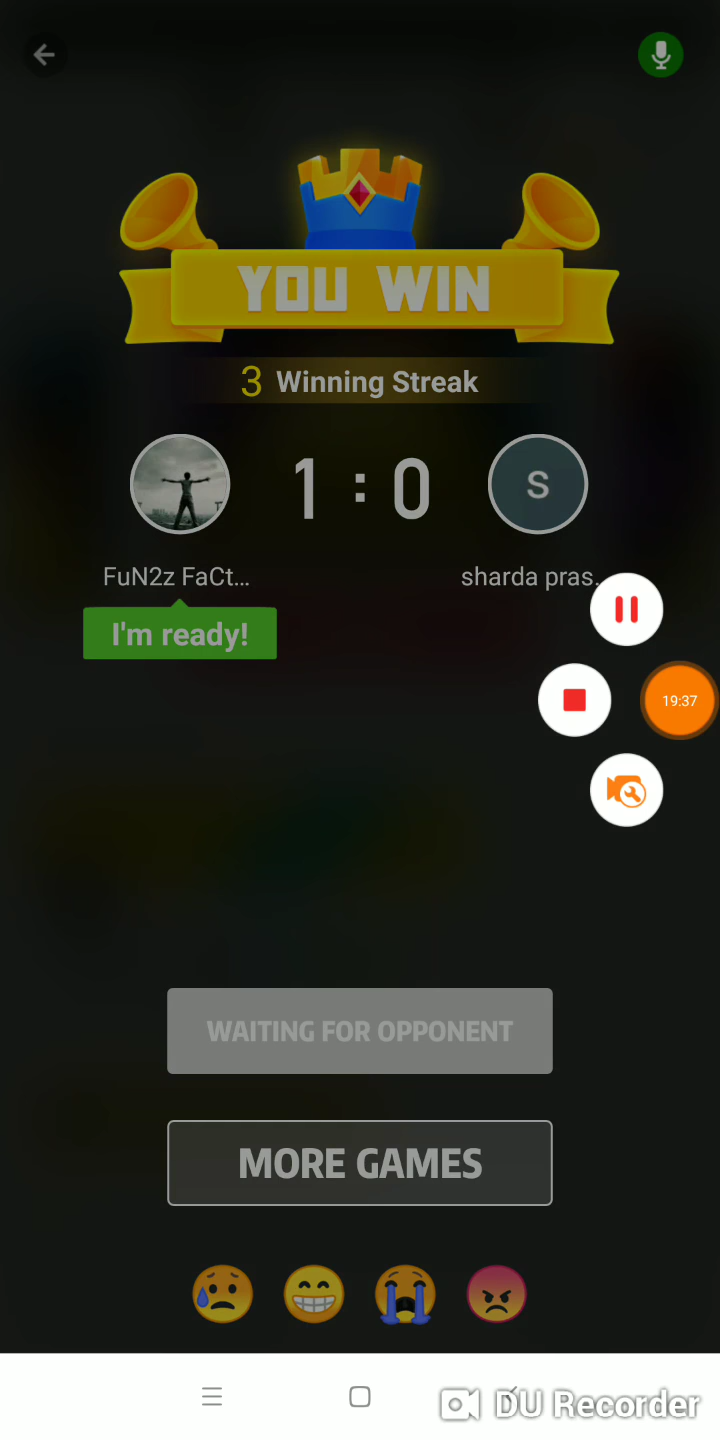 YOU WIN
3 Winning Streak
1 : 0
S
FuN2z FaCt...
sharda pras.
I'm ready!
19:37
WAITING FOR OPPONENT
MORE GAMES
DU Recorder